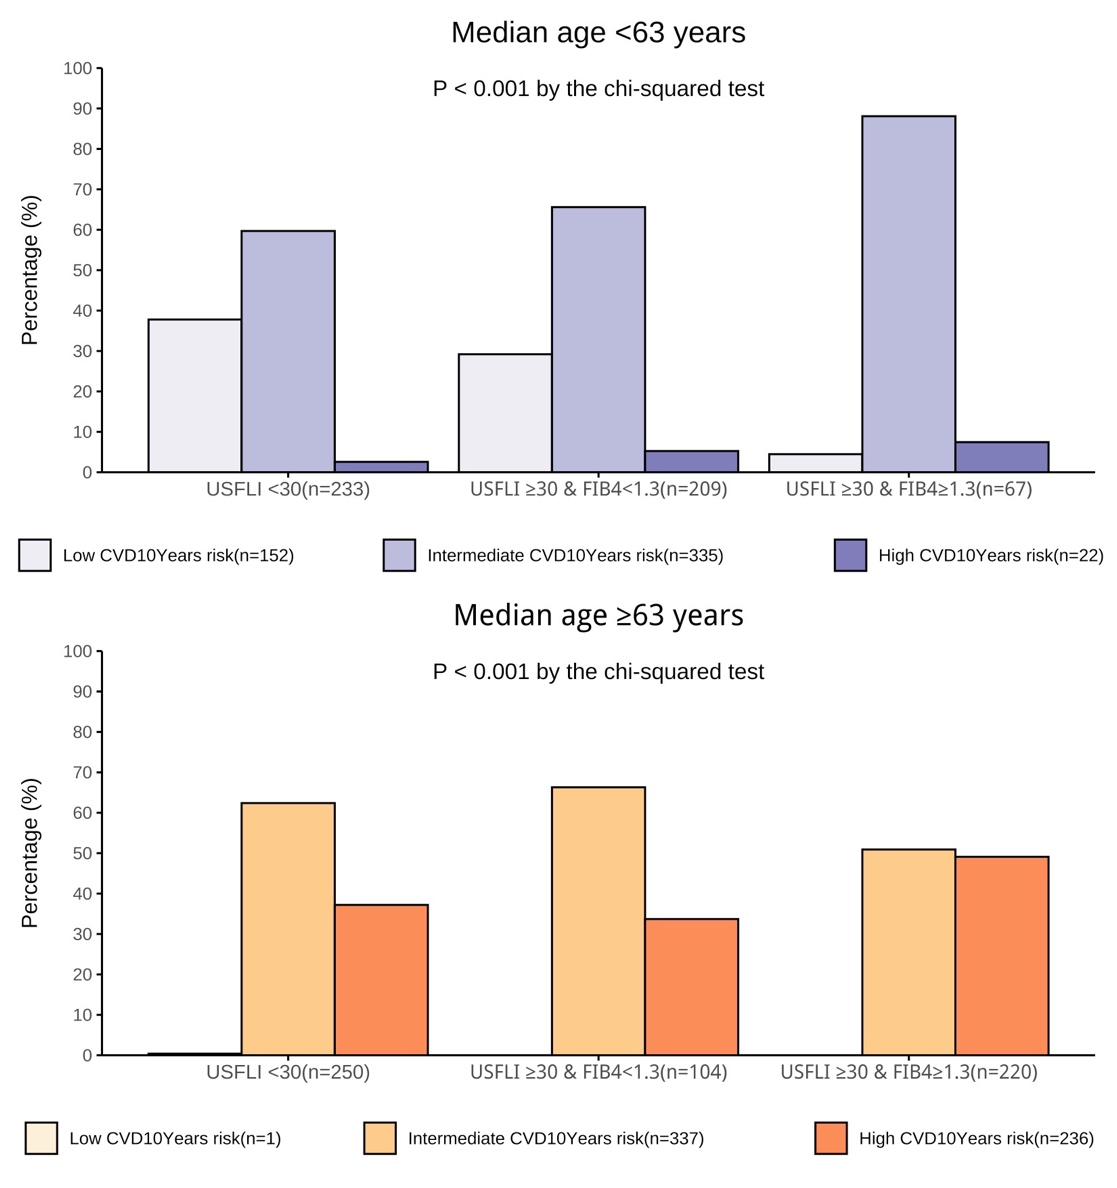 Median age <63 years
P < 0.001 by the chi-squared test
Percentage (%)
100
90
80
70
60
50
40
30
20
10
0
USFLI <30(n=233)
USFLI ≥30 & FIB4<1.3(n=209)
USFLI ≥30 & FIB4≥1.3(n=67)
Low CVD10Years risk(n=152)
Intermediate CVD10Years risk(n=335)
High CVD10Years risk(n=22)
Median age ≥63 years
P < 0.001 by the chi-squared test
Percentage (%)
100
90
80
70
60
50
40
30
20
10
0
USFLI <30(n=250)
USFLI ≥30 & FIB4<1.3(n=104)
USFLI ≥30 & FIB4≥1.3(n=220)
Low CVD10Years risk(n=1)
Intermediate CVD10Years risk(n=337)
High CVD10Years risk(n=236)